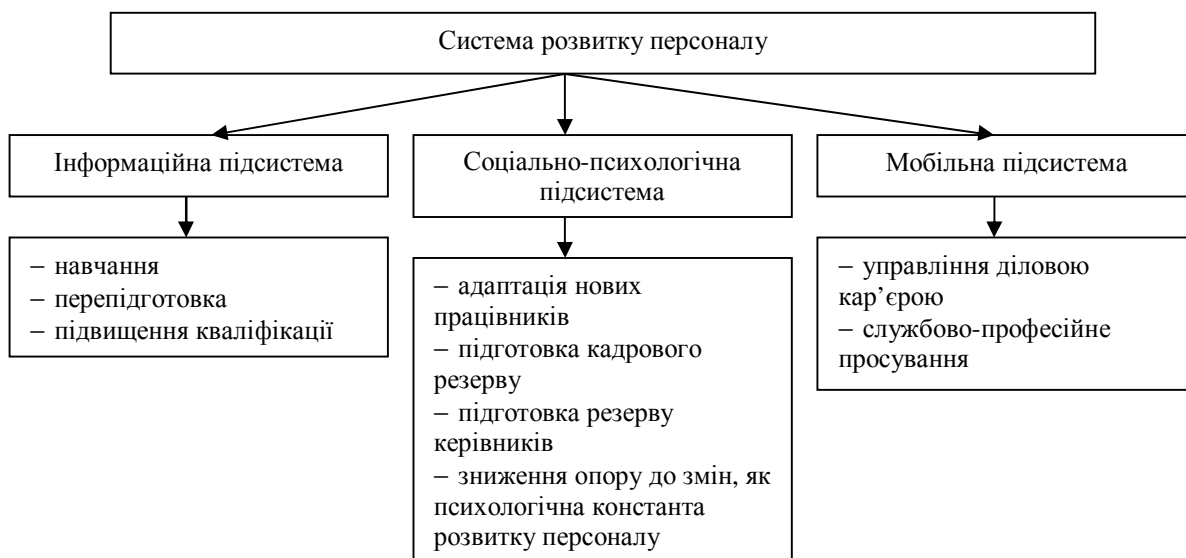 Система розвитку персоналу
Інформаційна підсистема
Соціально-психологічна
підсистема
Мобільна підсистема
– навчання
– перепідготовка
– підвищення кваліфікації
– адаптація нових
працівників
– підготовка кадрового
резерву
– підготовка резерву
керівників
– зниження опору до змін, як
психологічна константа
розвитку персоналу
– управління діловою
кар’єрою
– службово-професійне
просування